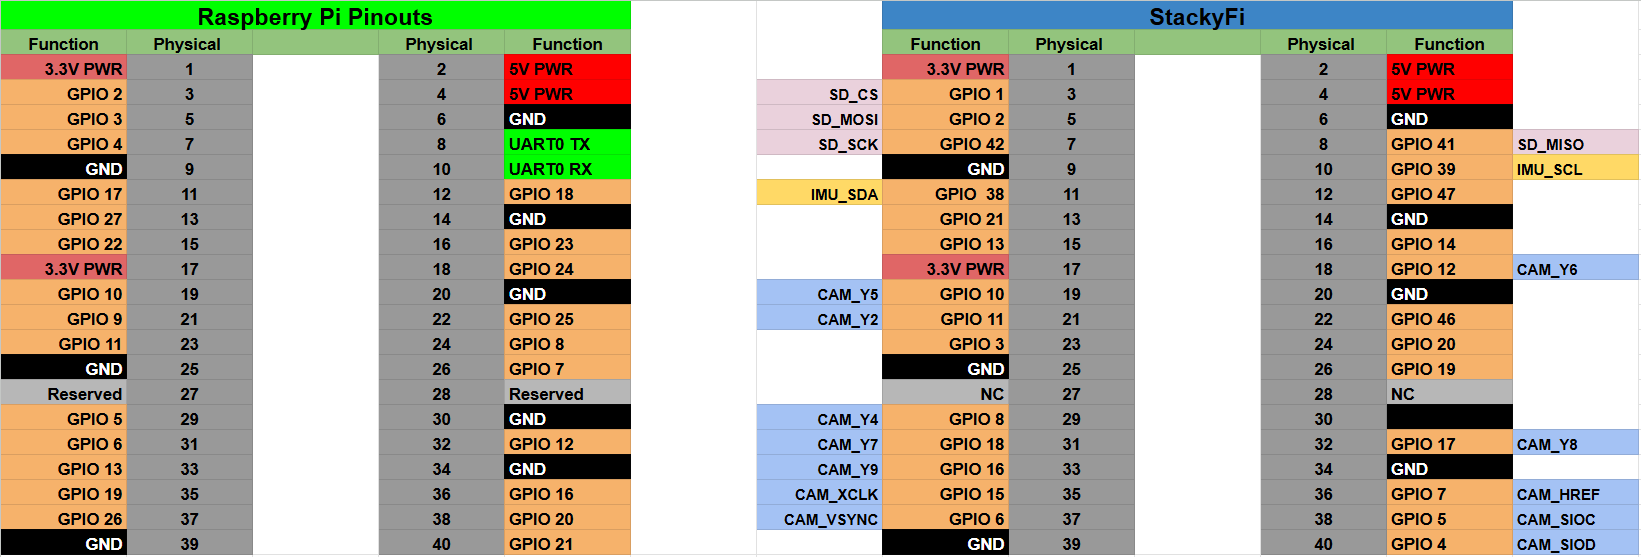 Raspberry Pi Pinouts StackyFi
Function Physical Physical Function Function Physical Physical Function
3.3V PWR 1 2 5V PWR 3.3V PWR 1 2 5V PWR
GPIO 2 3 4 5V PWR SD_CS GPIO 1 3 4 5V PWR
GPIO 3 5 6 GND SD_MOSI GPIO 2 5 6 GND
GPIO 4 7 8 UART0 TX SD_SCK GPIO 42 7 8 GPIO 41 SD_MISO
GND 9 10 UART0 RX GND 9 10 GPIO 39 IMU_SCL
GPIO 17 11 12 GPIO 18 IMU_SDA GPIO 38 11 12 GPIO 47
GPIO 27 13 14 GND GPIO 21 13 14 GND
GPIO 22 15 16 GPIO 23 GPIO 13 15 16 GPIO 14
3.3V PWR 17 18 GPIO 24 3.3V PWR 17 18 GPIO 12 CAM_Y6
GPIO 10 19 20 GND CAM_Y5 GPIO 10 19 20 GND
GPIO 9 21 22 GPIO 25 CAM_Y2 GPIO 11 21 22 GPIO 46
GPIO 11 23 24 GPIO 8 GPIO 3 23 24 GPIO 20
GND 25 26 GPIO 7 GND 25 26 GPIO 19
Reserved 27 28 Reserved NC 27 28 NC
GPIO 5 29 30 GND CAM_Y4 GPIO 8 29 30
GPIO 6 31 32 GPIO 12 CAM_Y7 GPIO 18 31 32 GPIO 17 CAM_Y8
GPIO 13 33 34 GND CAM_Y9 GPIO 16 33 34 GND
GPIO 19 35 36 GPIO 16 CAM_XCLK GPIO 15 35 36 GPIO 7 CAM_HREF
GPIO 26 37 38 GPIO 20 CAM_VSYNC GPIO 6 37 38 GPIO 5 CAM_SIOC
GND 39 40 GPIO 21 GND 39 40 GPIO 4 CAM_SIOD